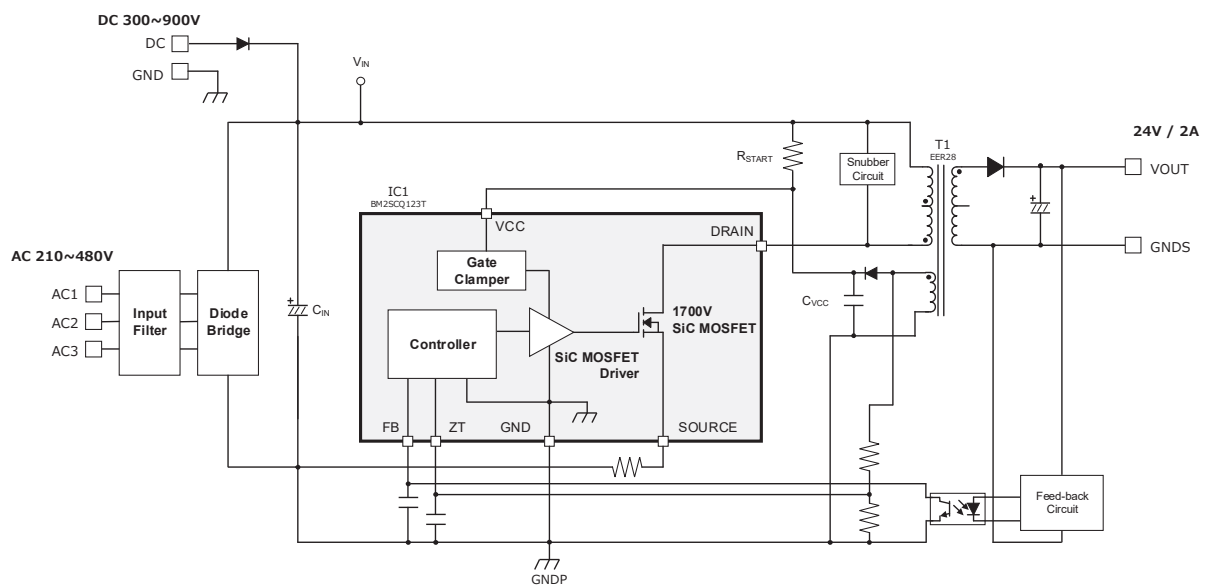 DC 300~900V
DC
GND
VIN
24V / 2A
T1
EER28
RSTART
Snubber
Circuit
VOUT
IC1
BM2SCQ123T
VCC
DRAIN
GNDS
AC 210~480V
Gate
Clamper
AC1
AC2
AC3
Input
Filter
Diode
Bridge
CIN
CVCC
1700V
SiC MOSFET
Controller
SiC MOSFET
Driver
FB
ZT
GND
SOURCE
Feed-back
Circuit
GNDP